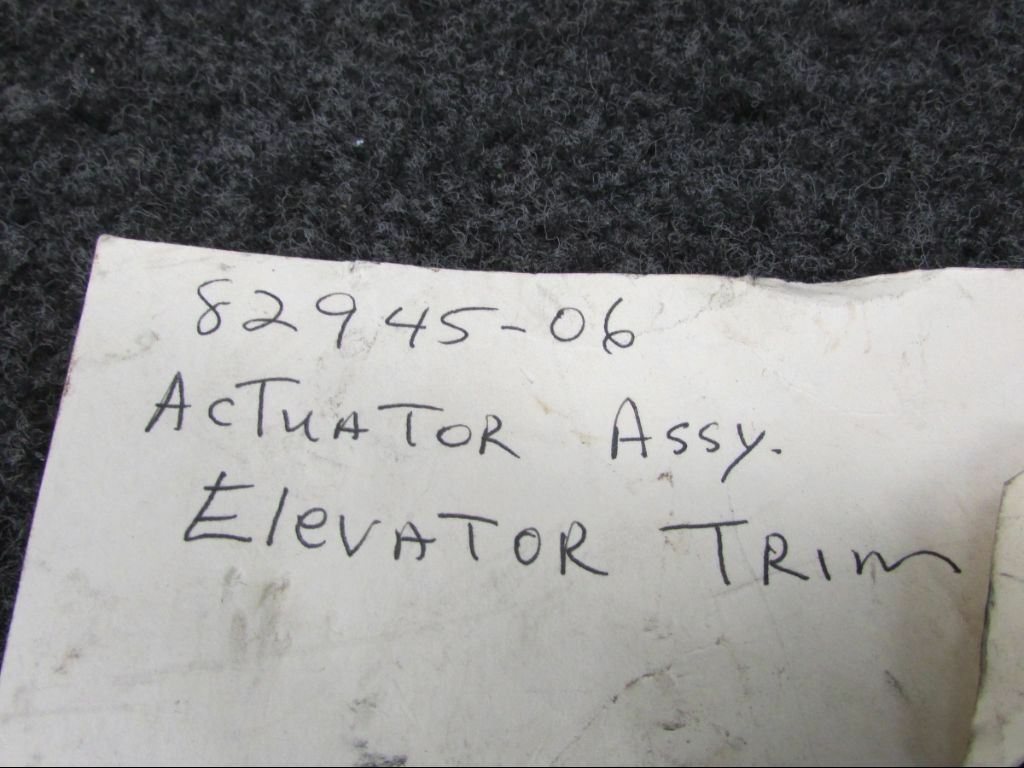 82945-06
Actuator Assy.
Elevator Trim